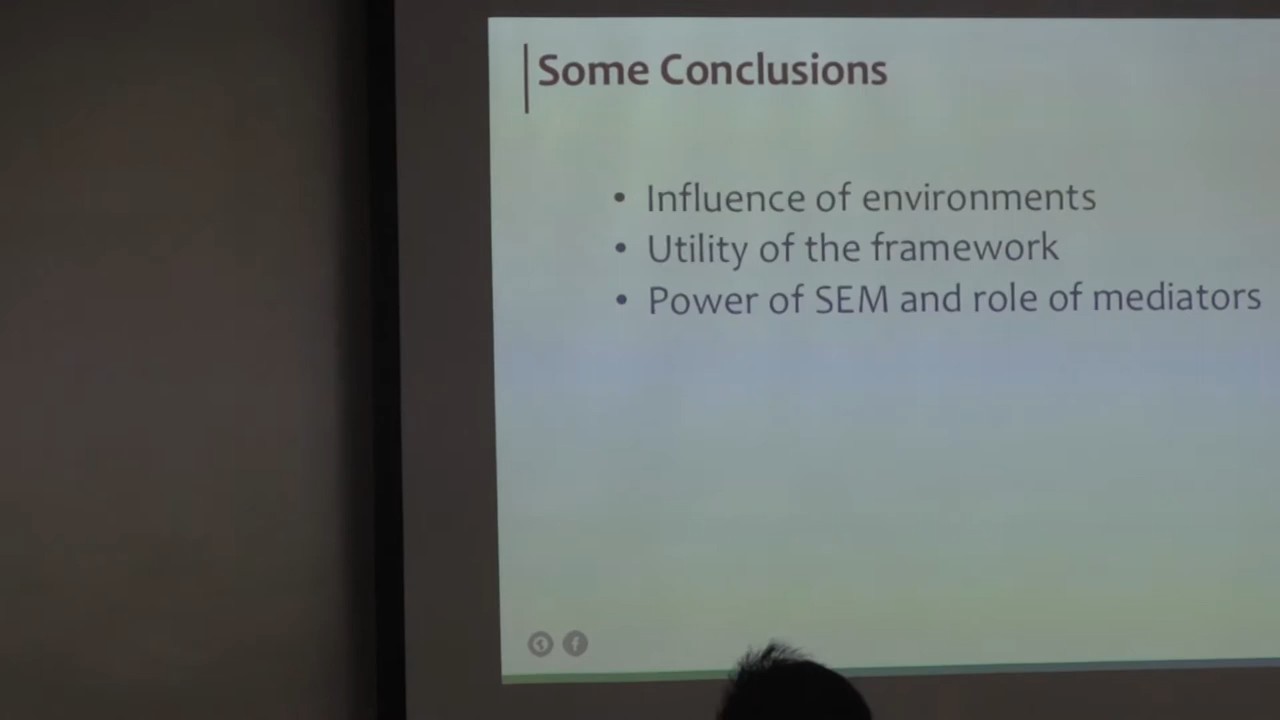 Some Conclusions
• Influence of environments
• Utility of the framework
• Power of SEM and role of mediators